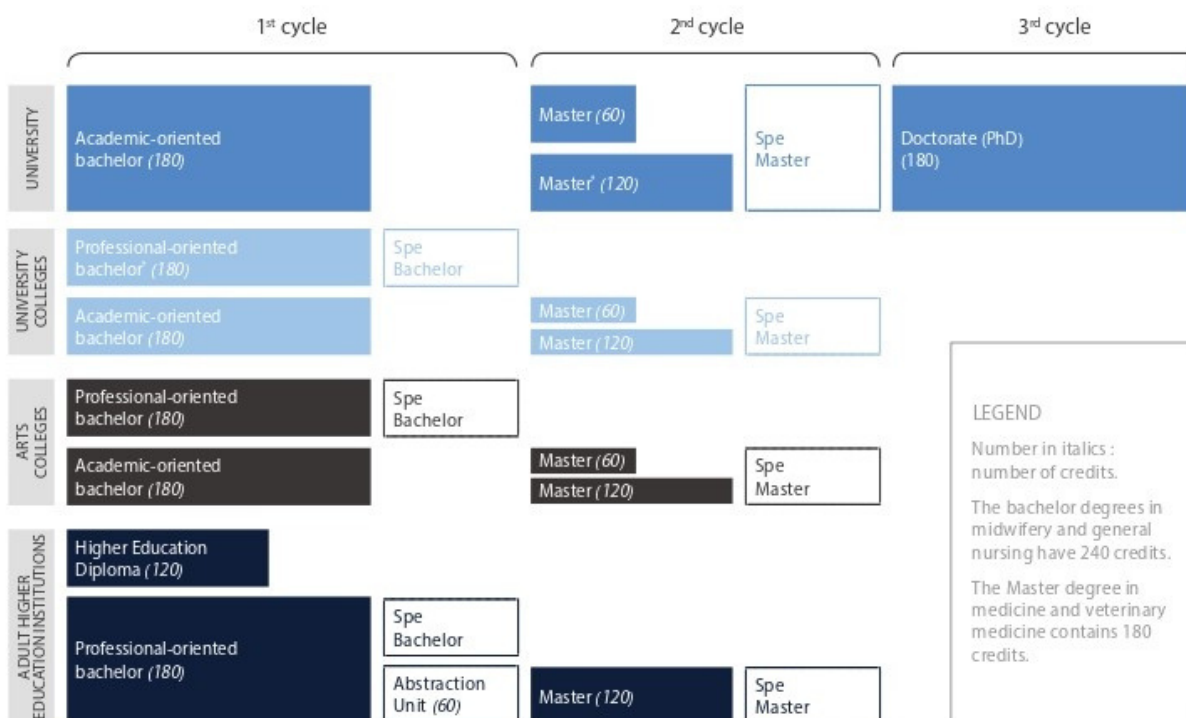 1st cycle
2nd cycle
3rd cycle
UNIVERSITY
Academic-oriented
bachelor (180)
Master (60)
Master* (120)
Spe
Master
Doctorate (PhD)
(180)
UNIVERSITY
COLLEGES
Professional-oriented
bachelor* (180)
Spe
Bachelor
Academic-oriented
bachelor (180)
Master (60)
Master (120)
Spe
Master
ARTS
COLLEGES
Professional-oriented
bachelor (180)
Spe
Bachelor
Academic-oriented
bachelor (180)
Master (60)
Master (120)
Spe
Master
ADULT HIGHER
EDUCATION INSTITUTIONS
Higher Education
Diploma (120)
Professional-oriented
bachelor (180)
Spe
Bachelor
Abstraction
Unit (60)
Master (120)
Spe
Master
LEGEND
Number in italics :
number of credits.
The bachelor degrees in
midwifery and general
nursing have 240 credits.
The Master degree in
medicine and veterinary
medicine contains 180
credits.